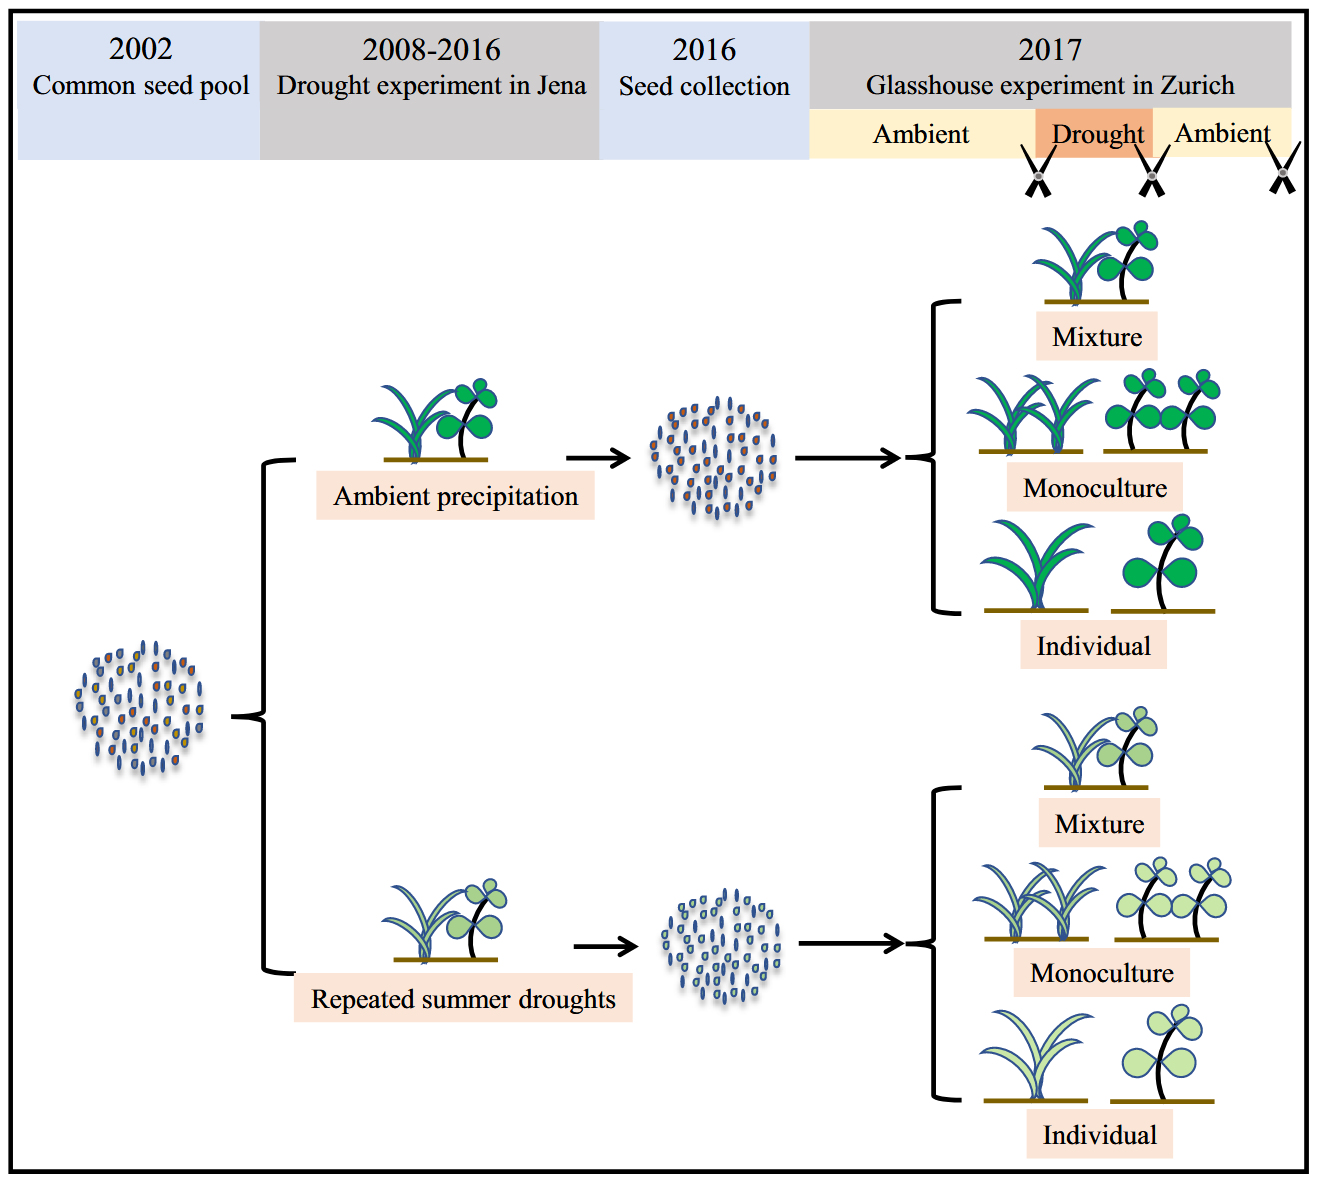 2002
Common seed pool
2008-2016
Drought experiment in Jena
2016
Seed collection
2017
Glasshouse experiment in Zurich
Ambient
Drought
Ambient
Mixture
Monoculture
Ambient precipitation
Individual
Mixture
Monoculture
Repeated summer droughts
Individual